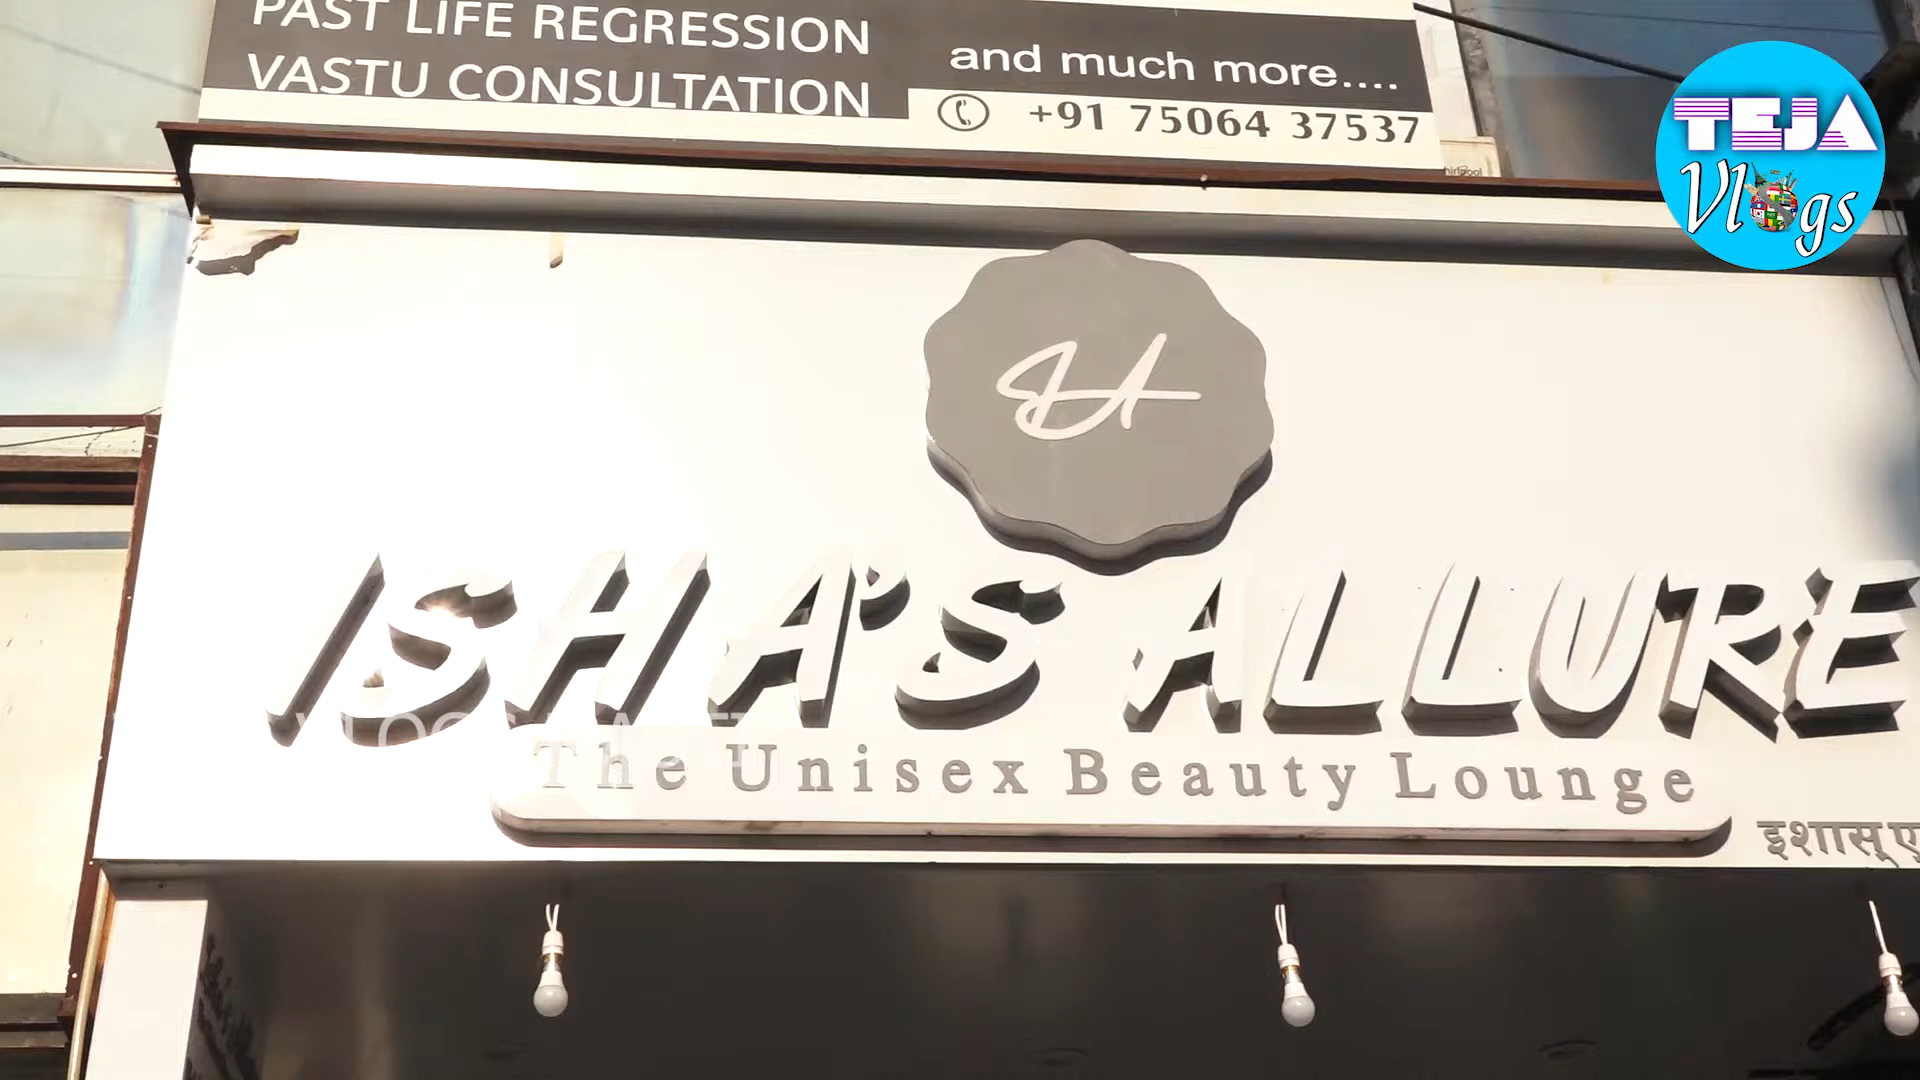 PAST LIFE REGRESSION
VASTU CONSULTATION
and much more....
+91 75064 37537
TEJA
Vlogs
ISHA'S ALLURE
The Unisex Beauty Lounge
इशास्